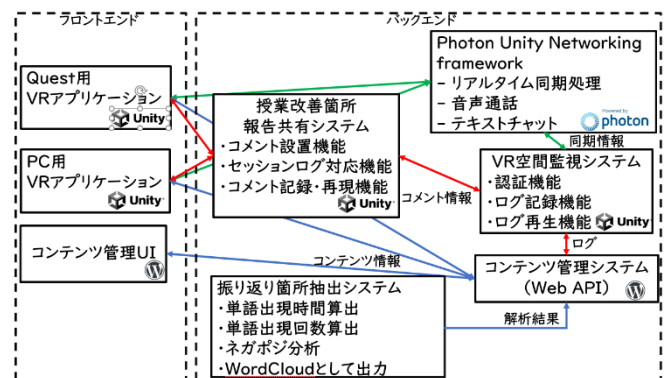 フロントエンド
バックエンド
Quest用
VRアプリケーション
Unity
PC用
VRアプリケーション
Unity
コンテンツ管理UI
授業改善箇所
報告共有システム
・コメント設置機能
・セッションログ対応機能
・コメント記録・再現機能
Unity
Photon Unity Networking
framework
– リアルタイム同期処理
– 音声通話
– テキストチャット
Powered by
photon
同期情報
VR空間監視システム
・認証機能
・ログ記録機能
・ログ再生機能
Unity
コメント情報
ログ
コンテンツ情報
コンテンツ管理システム
（Web API）
解析結果
振り返り箇所抽出システム
・単語出現時間算出
・単語出現回数算出
・ネガポジ分析
・WordCloudとして出力